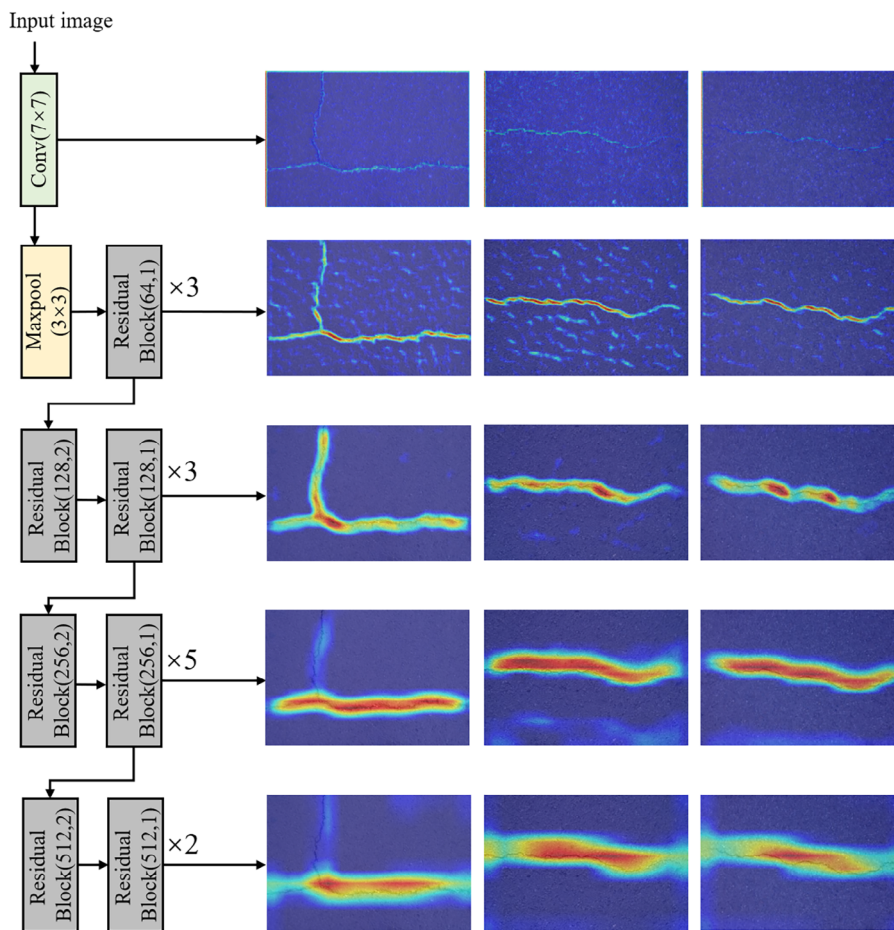 Input image
Conv(7×7)
Maxpool
(3×3)
Residual
Block(64,1)
×3
Residual
Block(128,2)
Residual
Block(128,1)
×3
Residual
Block(256,2)
Residual
Block(256,1)
×5
Residual
Block(512,2)
Residual
Block(512,1)
×2